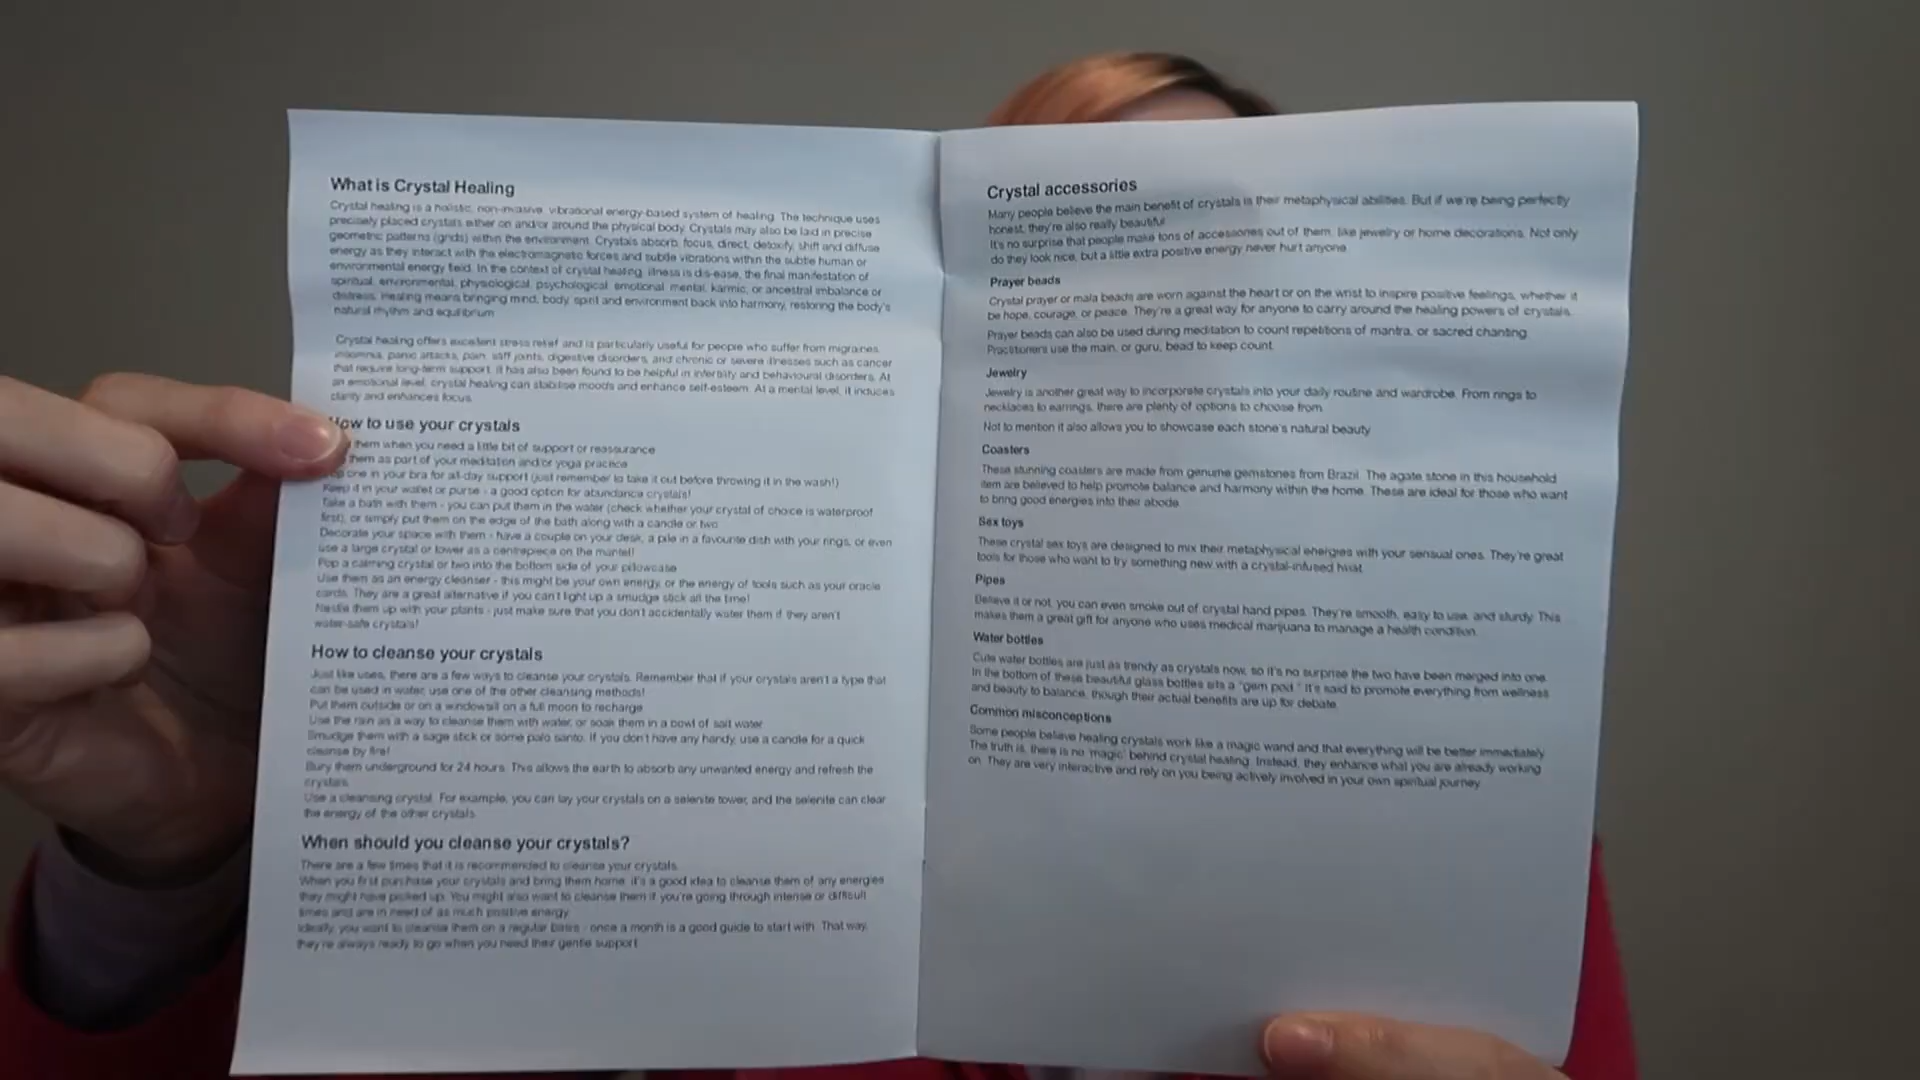 What is Crystal Healing
Crystal healing is a holistic, non-invasive, vibrational energy-based system of healing. The technique uses
precisely placed crystals either on and/or around the physical body. Crystals may also be laid in precise
geometric patterns (grids) within the environment. Crystals absorb, focus, direct, detoxify, shift and diffuse
energy as they interact with the electromagnetic forces and subtle vibrations within the subtle human or
environmental energy field. In the context of crystal healing, illness is dis-ease, the final manifestation of
spiritual, environmental, physiological, psychological, emotional, mental, karmic, or ancestral imbalance or
distress. Healing means bringing mind, body, spirit and environment back into harmony, restoring the body's
natural rhythm and equilibrium
Crystal healing offers excellent stress relief and is particularly useful for people who suffer from migraines,
insomnia, panic attacks, pain, stiff joints, digestive disorders, and chronic or severe illnesses such as cancer
that require long-term support. It has also been found to be helpful in infertility and behavioural disorders. At
an emotional level, crystal healing can stabilise moods and enhance self-esteem. At a mental level, it induces
clarity and enhances focus.
How to use your crystals
them when you need a little bit of support or reassurance
them as part of your meditation and/or yoga practice
one in your bra for all-day support (just remember to take it out before throwing it in the wash!)
Keep it in your wallet or purse - a good option for abundance crystals!
Take a bath with them - you can put them in the water (check whether your crystal of choice is waterproof
first), or simply put them on the edge of the bath along with a candle or two
Decorate your space with them - have a couple on your desk, a pile in a favourite dish with your rings, or even
use a large crystal or tower as a centrepiece on the mantel!
Pop a calming crystal or two into the bottom side of your pillowcase
Use them as an energy cleanser - this might be your own energy, or the energy of tools such as your oracle
cards. They are a great alternative if you can't light up a smudge stick all the time!
Nestle them up with your plants - just make sure that you don't accidentally water them if they aren't
water-safe crystals!
How to cleanse your crystals
Just like uses, there are a few ways to cleanse your crystals. Remember that if your crystals aren't a type that
can be used in water, use one of the other cleansing methods!
Put them outside or on a windowsill on a full moon to recharge
Use the rain as a way to cleanse them with water, or soak them in a bowl of salt water
Smudge them with a sage stick or some palo santo. If you don't have any handy, use a candle for a quick
cleanse by fire!
Bury them underground for 24 hours. This allows the earth to absorb any unwanted energy and refresh the
crystals.
Use a cleansing crystal. For example, you can lay your crystals on a selenite tower, and the selenite can clear
the energy of the other crystals
When should you cleanse your crystals?
There are a few times that it is recommended to cleanse your crystals.
When you first purchase your crystals and bring them home, it's a good idea to cleanse them of any energies
they might have picked up. You might also want to cleanse them if you're going through intense or difficult
times and are in need of as much positive energy.
Ideally, you want to cleanse them on a regular basis - once a month is a good guide to start with. That way,
they're always ready to go when you need their gentle support.
Crystal accessories
Many people believe the main benefit of crystals is their metaphysical abilities. But if we're being perfectly
honest, they're also really beautiful.
It's no surprise that people make tons of accessories out of them, like jewelry or home decorations. Not only
do they look nice, but a little extra positive energy never hurt anyone.
Prayer beads
Crystal prayer or mala beads are worn against the heart or on the wrist to inspire positive feelings, whether it
be hope, courage, or peace. They're a great way for anyone to carry around the healing powers of crystals.
Prayer beads can also be used during meditation to count repetitions of mantra, or sacred chanting.
Practitioners use the main, or guru, bead to keep count.
Jewelry
Jewelry is another great way to incorporate crystals into your daily routine and wardrobe. From rings to
necklaces to earrings, there are plenty of options to choose from.
Not to mention it also allows you to showcase each stone's natural beauty.
Coasters
These stunning coasters are made from genuine gemstones from Brazil. The agate stone in this household
item are believed to help promote balance and harmony within the home. These are ideal for those who want
to bring good energies into their abode.
Sex toys
These crystal sex toys are designed to mix their metaphysical energies with your sensual ones. They're great
tools for those who want to try something new with a crystal-infused twist.
Pipes
Believe it or not, you can even smoke out of crystal hand pipes. They're smooth, easy to use, and sturdy. This
makes them a great gift for anyone who uses medical marijuana to manage a health condition.
Water bottles
Cute water bottles are just as trendy as crystals now, so it's no surprise the two have been merged into one.
In the bottom of these beautiful glass bottles sits a "gem pod." It's said to promote everything from wellness
and beauty to balance, though their actual benefits are up for debate.
Common misconceptions
Some people believe healing crystals work like a magic wand and that everything will be better immediately
The truth is, there is no 'magic' behind crystal healing. Instead, they enhance what you are already working
on. They are very interactive and rely on you being actively involved in your own spiritual journey.